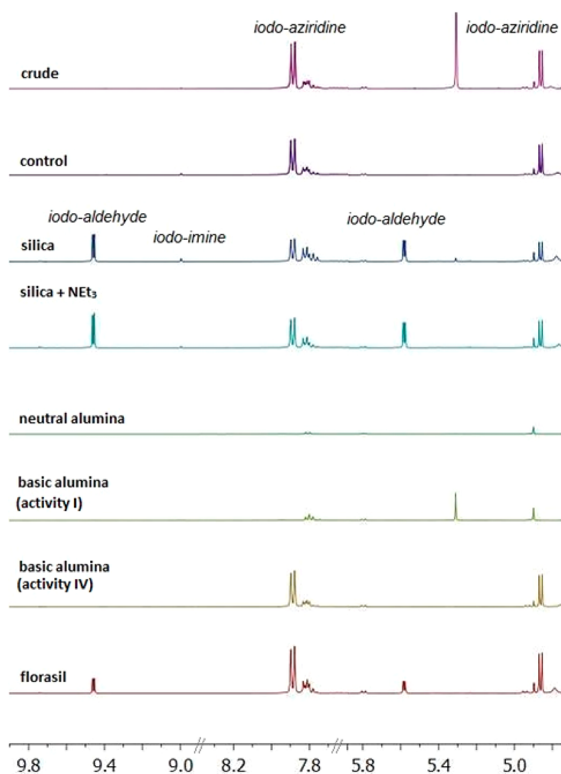 iodo-aziridine iodo-aziridine
crude
control
iodo-aldehyde iodo-aldehyde
iodo-imine
silica
silica + NEt₃
neutral alumina
basic alumina
(activity I)
basic alumina
(activity IV)
florasil
9.8 9.4 9.0 8.2 7.8 5.8 5.4 5.0